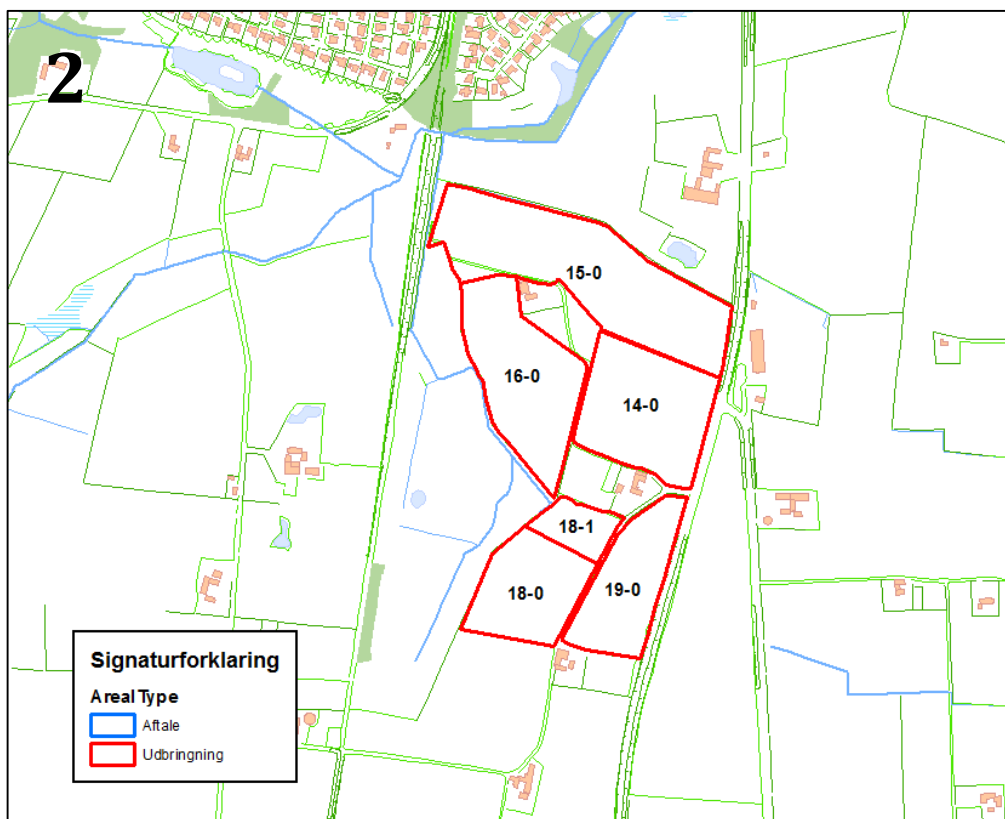 2
15-0
16-0
14-0
18-1
18-0
19-0
Signaturforklaring
Areal Type
Aftale
Udbringning